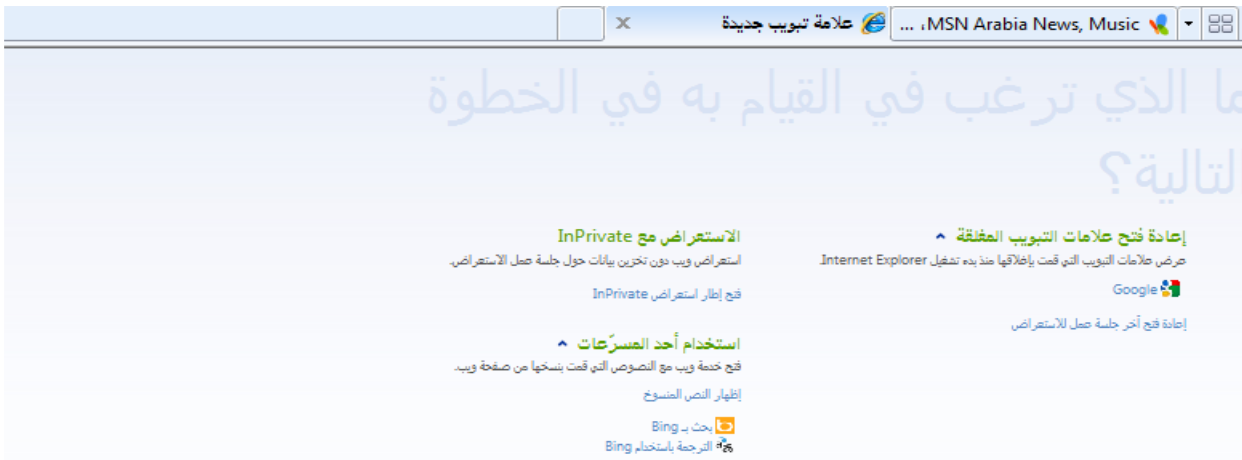 MSN Arabia News, Music، ...
علامة تبويب جديدة
ما الذي ترغب في القيام به في الخطوة
التالية؟
إعادة فتح علامات التبويب المغلقة
عرض علامات التبويب التي قمت بإغلاقها منذ بدء تشغيل Internet Explorer.
Google
إعادة فتح آخر جلسة عمل للاستعراض
الاستعراض مع InPrivate
استعراض ويب دون تخزين بيانات حول جلسة عمل الاستعراض.
فتح إطار استعراض InPrivate
استخدام أحد المسرّعات
فتح خدمة ويب مع النصوص التي قمت بنسخها من صفحة ويب.
إظهار النص المنسوخ
بحث بـ Bing
الترجمة باستخدام Bing